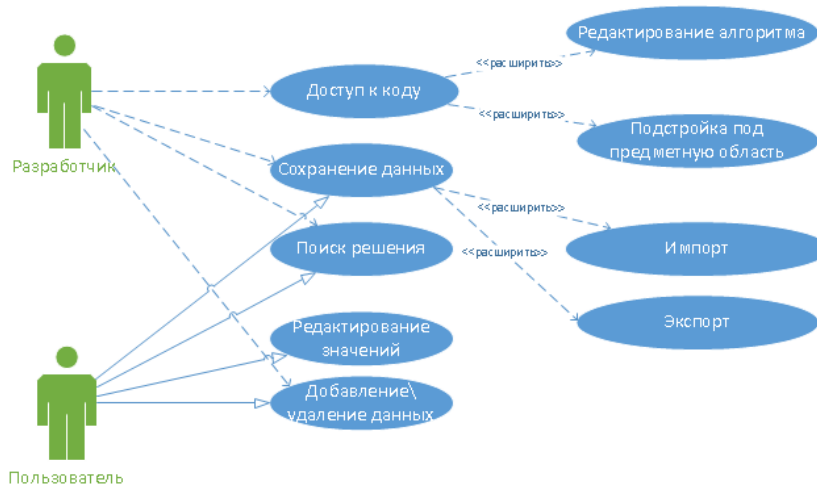 Редактирование алгоритма
<<расширить>>
Доступ к коду
<<расширить>>
Подстройка под
предметную область
Разработчик
Сохранение данных
<<расширить>>
Поиск решения
<<расширить>>
Импорт
Редактирование
значений
Экспорт
Добавление\
удаление данных
Пользователь